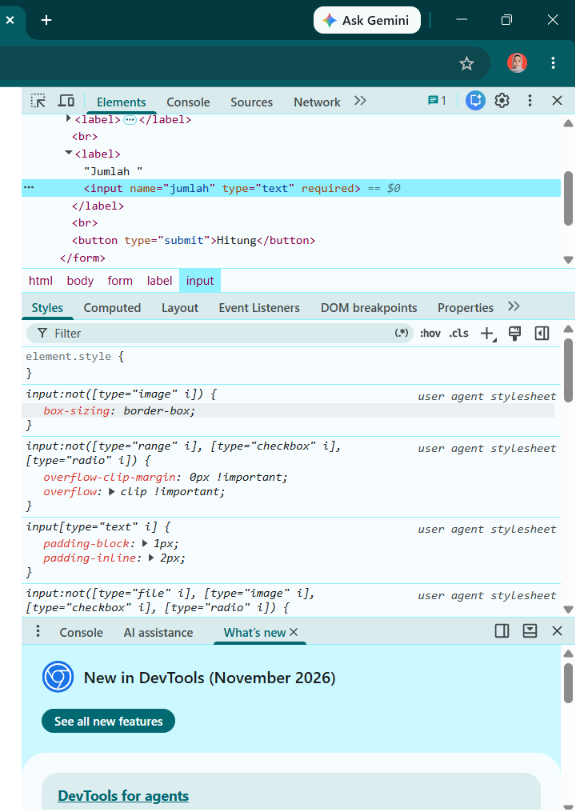 Ask Gemini
Elements Console Sources Network 1
<label> </label>
<br>
<label>
"Jumlah "
<input name="jumlah" type="text" required> == $0
</label>
<br>
<button type="submit">Hitung</button>
</form>
html body form label input
Styles Computed Layout Event Listeners DOM breakpoints Properties
Filter (.*) :hov .cls
element.style {
}
input:not([type="image" i]) { user agent stylesheet
box-sizing: border-box;
}
input:not([type="range" i], [type="checkbox" i], user agent stylesheet
[type="radio" i]) {
overflow-clip-margin: 0px !important;
overflow: clip !important;
}
input[type="text" i] { user agent stylesheet
padding-block: 1px;
padding-inline: 2px;
}
input:not([type="file" i], [type="image" i], user agent stylesheet
[type="checkbox" i], [type="radio" i]) {
Console AI assistance What's new
New in DevTools (November 2026)
See all new features
DevTools for agents